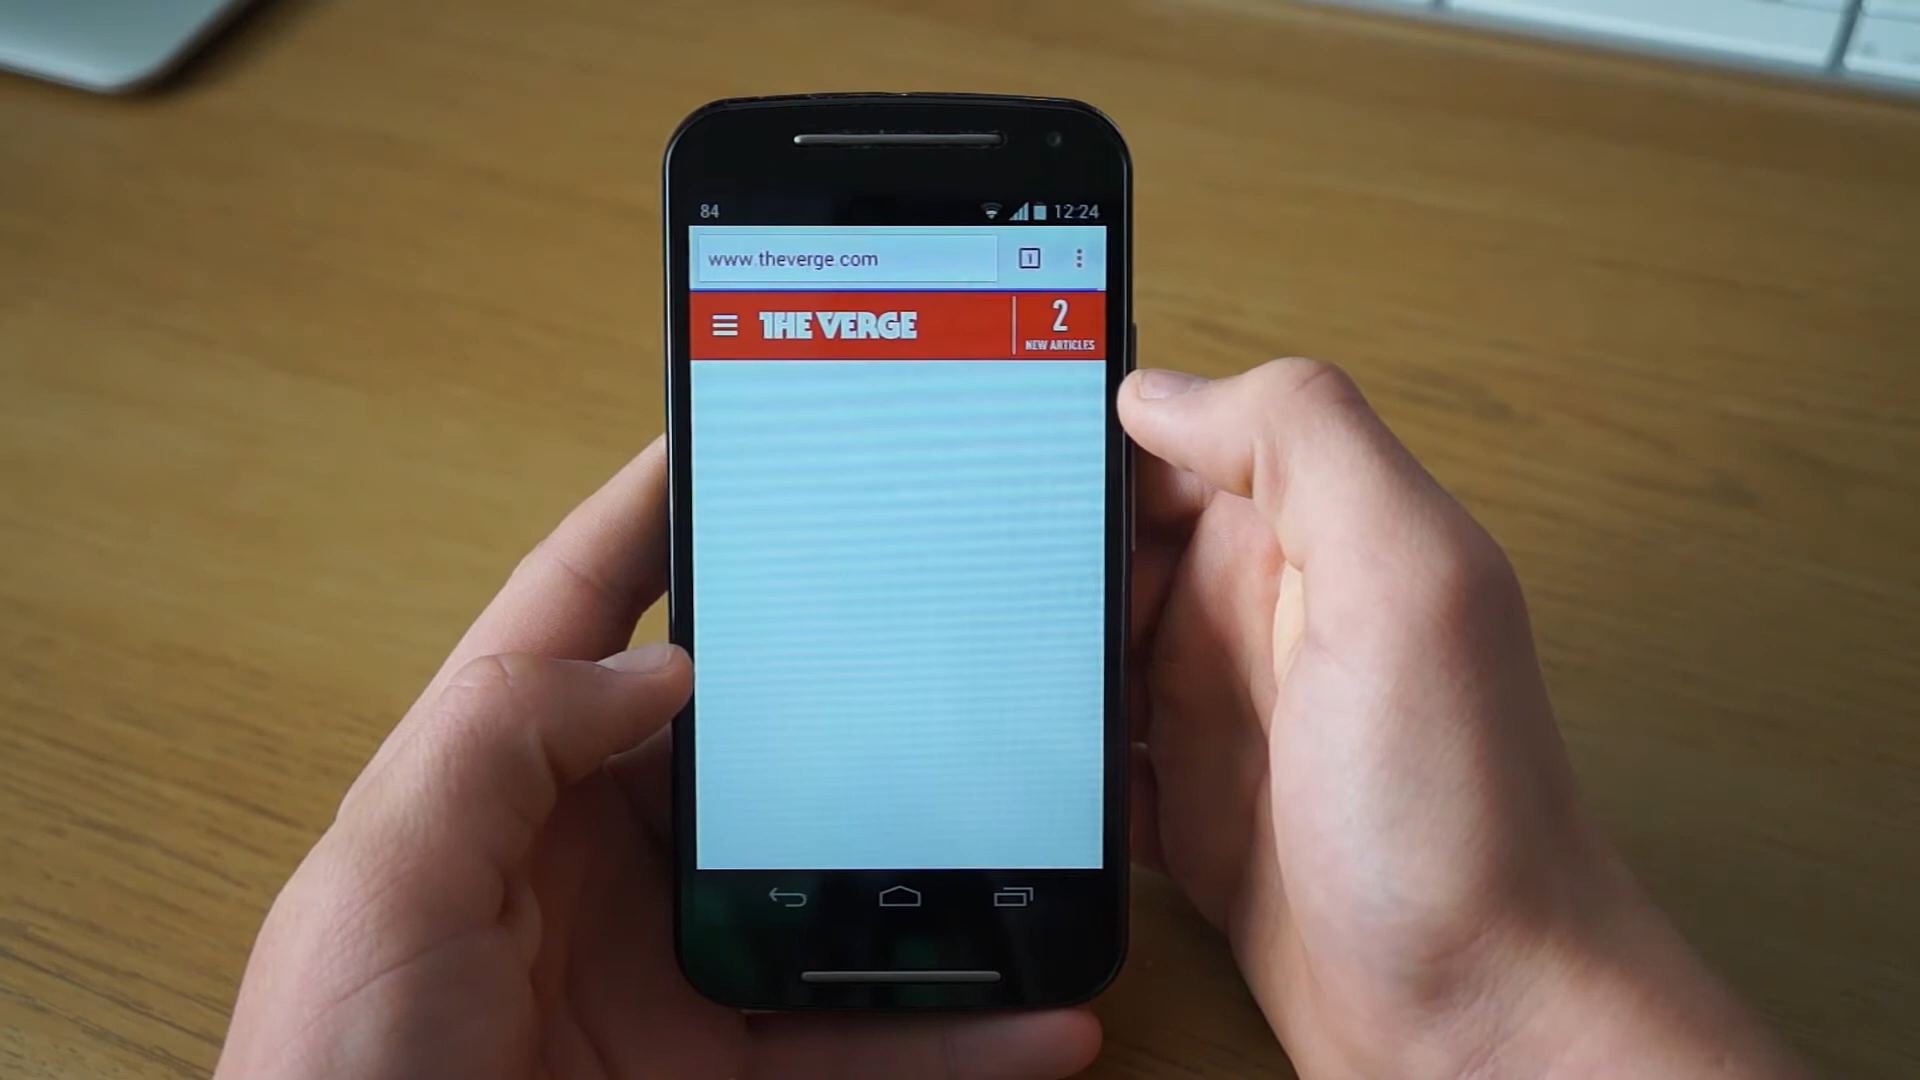 84 12:24
www.theverge.com 1
THE VERGE
2
NEW ARTICLES